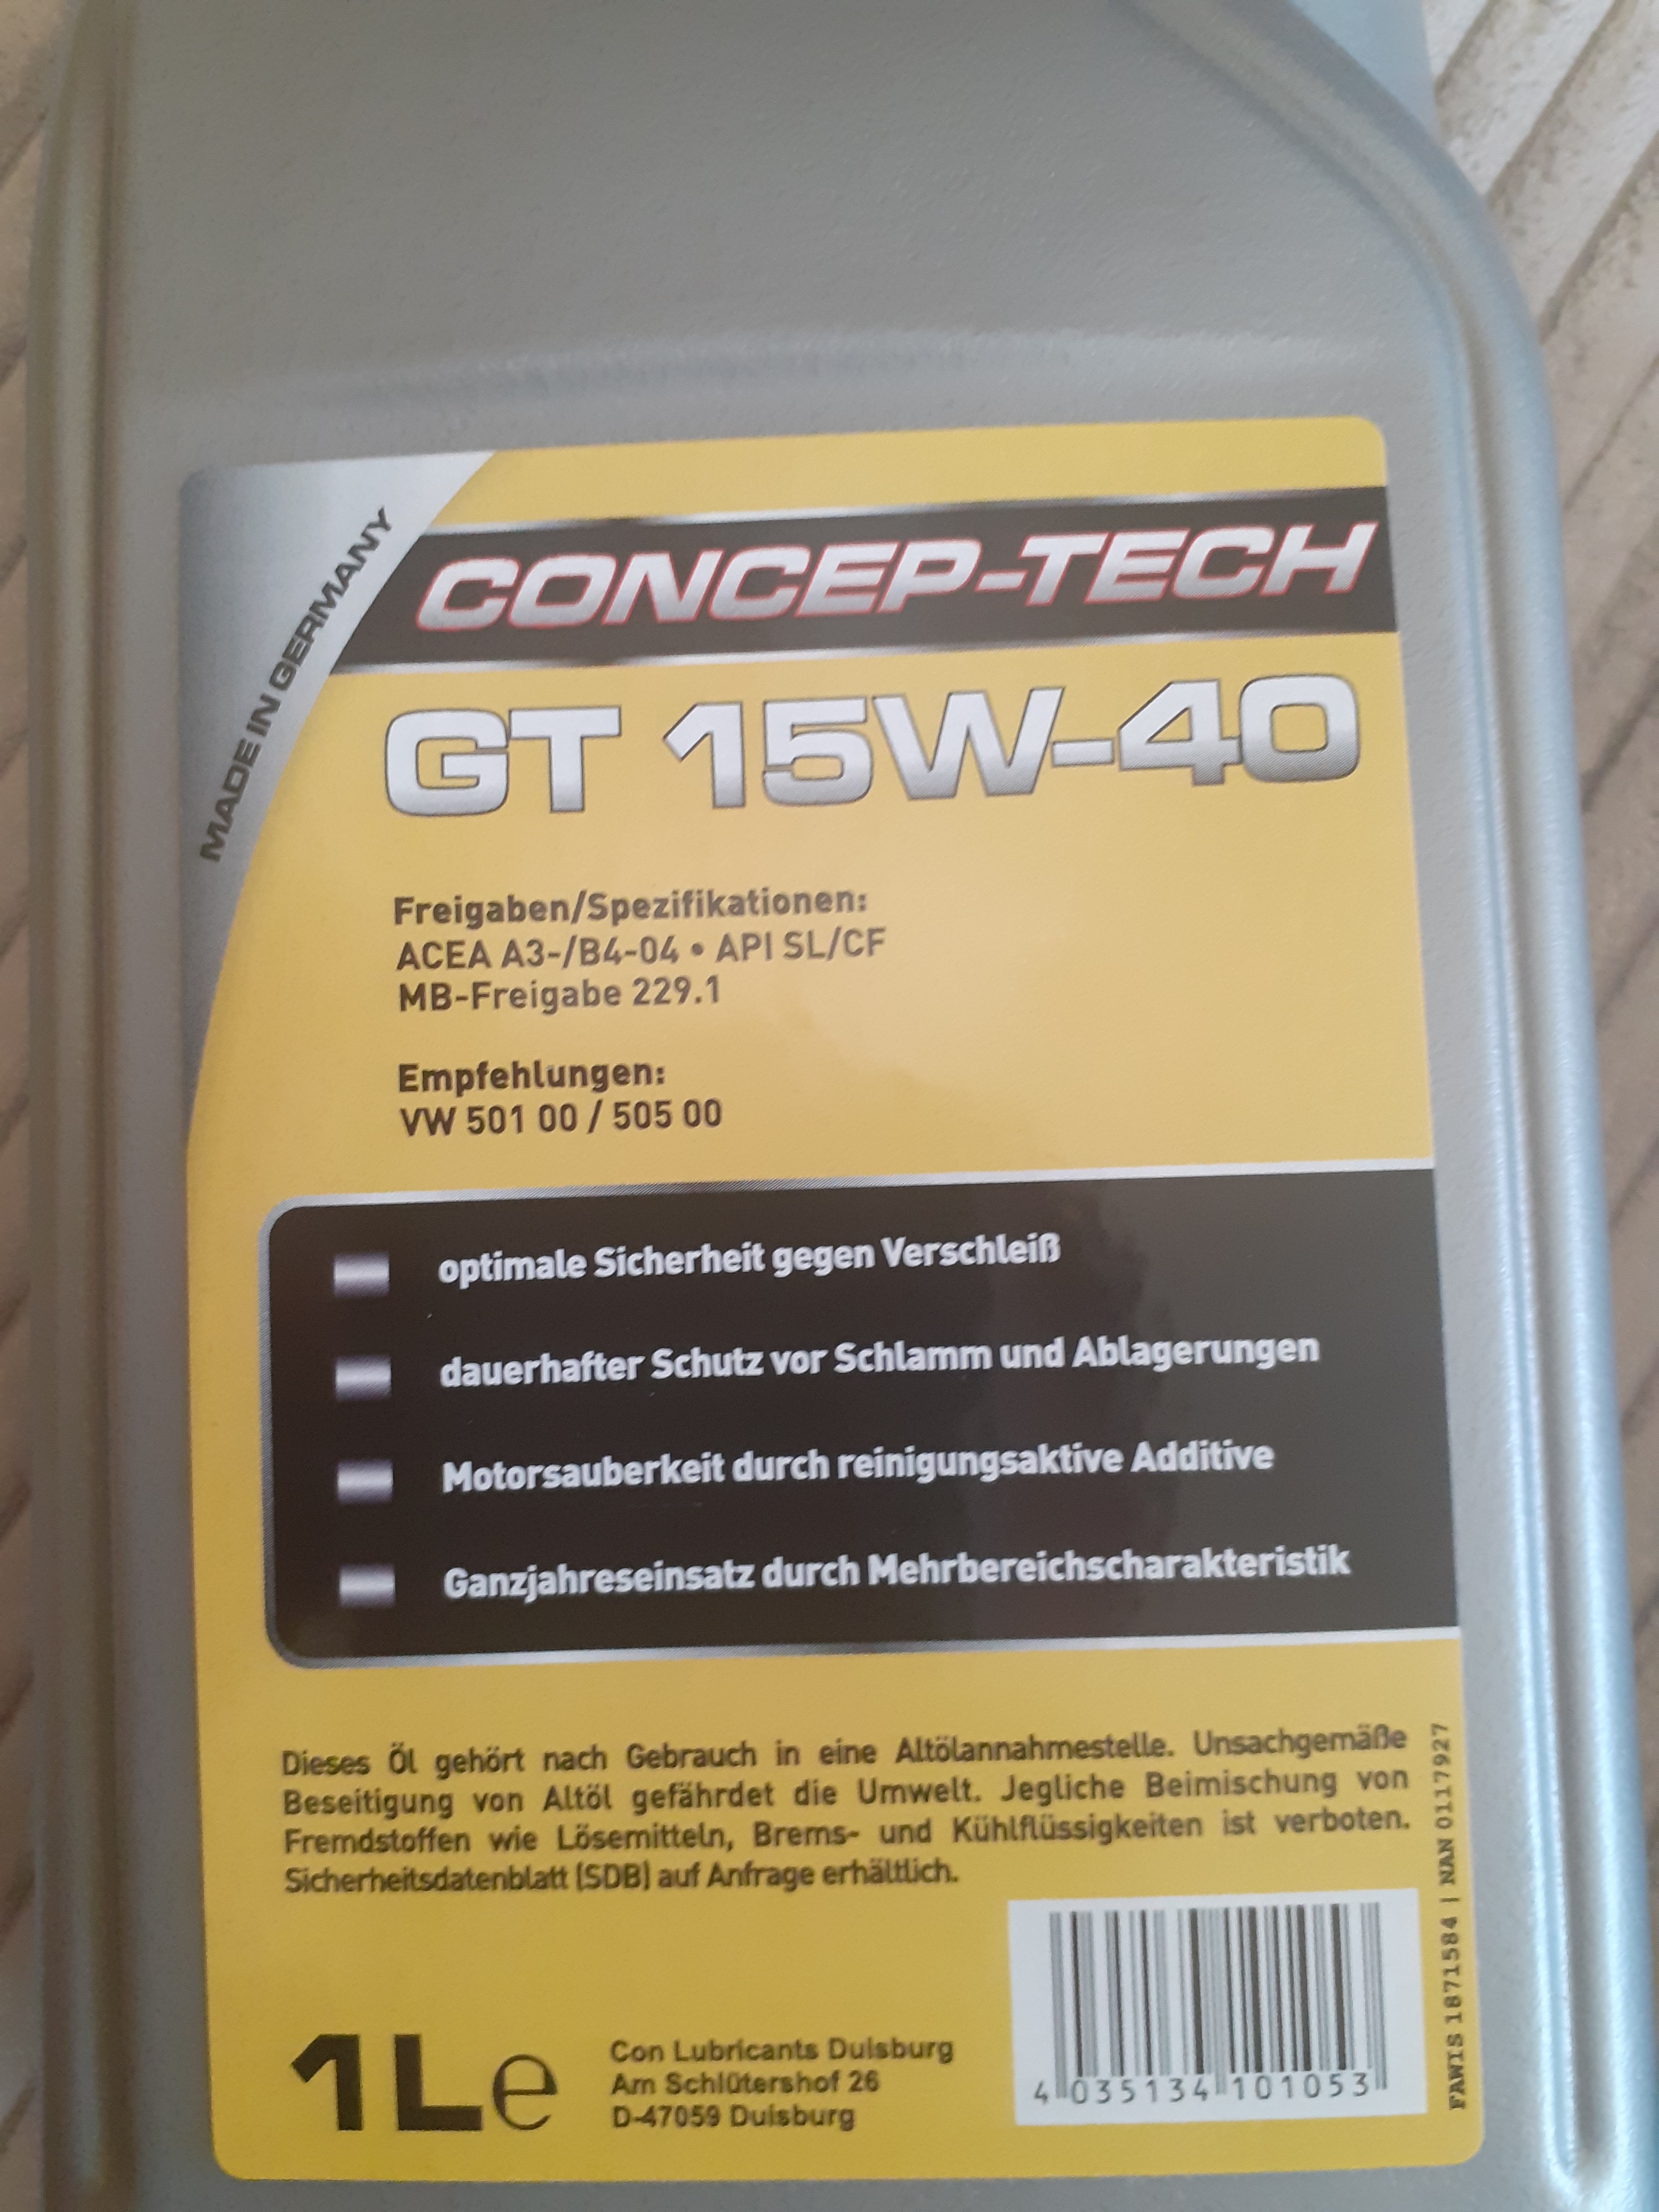 MADE IN GERMANY
CONCEP-TECH
GT 15W-40
Freigaben/Spezifikationen:
ACEA A3-/B4-04 • API SL/CF
MB-Freigabe 229.1
Empfehlungen:
VW 501 00 / 505 00
optimale Sicherheit gegen Verschleiß
dauerhafter Schutz vor Schlamm und Ablagerungen
Motorsauberkeit durch reinigungsaktive Additive
Ganzjahreseinsatz durch Mehrbereichscharakteristik
Dieses Öl gehört nach Gebrauch in eine Altölannahmestelle. Unsachgemäße
Beseitigung von Altöl gefährdet die Umwelt. Jegliche Beimischung von
Fremdstoffen wie Lösemitteln, Brems- und Kühlflüssigkeiten ist verboten.
Sicherheitsdatenblatt (SDB) auf Anfrage erhältlich.
1L℮
Con Lubricants Duisburg
Am Schlütershof 26
D-47059 Duisburg
4 035134 101053
FAWIS 1871584 | NAN 0117927